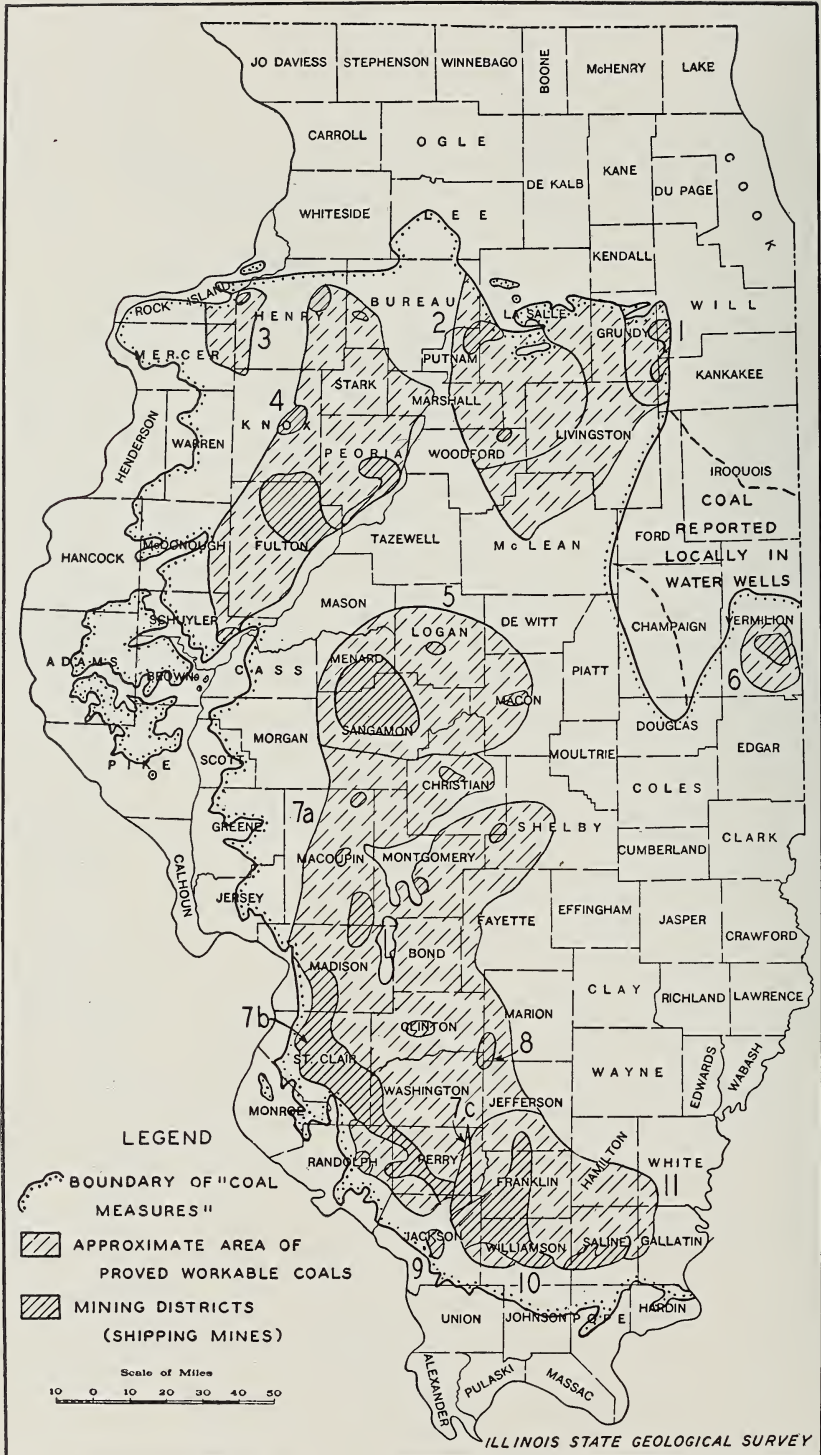 JO DAVIESS STEPHENSON WINNEBAGO BOONE McHENRY LAKE
CARROLL OGLE DE KALB KANE DU PAGE COOK
WHITESIDE LEE
KENDALL
ROCK ISLAND HENRY BUREAU 2 LA SALLE GRUNDY 1 WILL
MERCER 3 PUTNAM KANKAKEE
STARK MARSHALL
HENDERSON WARREN 4 KNOX PEORIA WOODFORD LIVINGSTON IROQUOIS
COAL
FORD REPORTED
LOCALLY IN
WATER WELLS
HANCOCK McDONOUGH FULTON TAZEWELL McLEAN
MASON 5
SCHUYLER LOGAN DE WITT CHAMPAIGN VERMILION
ADAMS BROWN CASS MENARD PIATT 6
MACON
SANGAMON DOUGLAS
PIKE SCOTT MORGAN MOULTRIE EDGAR
CHRISTIAN COLES
7a
GREENE SHELBY CLARK
CALHOUN MACOUPIN MONTGOMERY CUMBERLAND
JERSEY FAYETTE EFFINGHAM JASPER CRAWFORD
MADISON BOND
CLAY RICHLAND LAWRENCE
7b CLINTON MARION
ST. CLAIR 8 WAYNE EDWARDS WABASH
WASHINGTON JEFFERSON
MONROE 7c
RANDOLPH PERRY FRANKLIN HAMILTON WHITE
11
JACKSON WILLIAMSON SALINE GALLATIN
9 10
UNION JOHNSON POPE HARDIN
ALEXANDER PULASKI MASSAC
LEGEND
BOUNDARY OF "COAL
MEASURES"
APPROXIMATE AREA OF
PROVED WORKABLE COALS
MINING DISTRICTS
(SHIPPING MINES)
Scale of Miles
10 0 10 20 30 40 50
ILLINOIS STATE GEOLOGICAL SURVEY